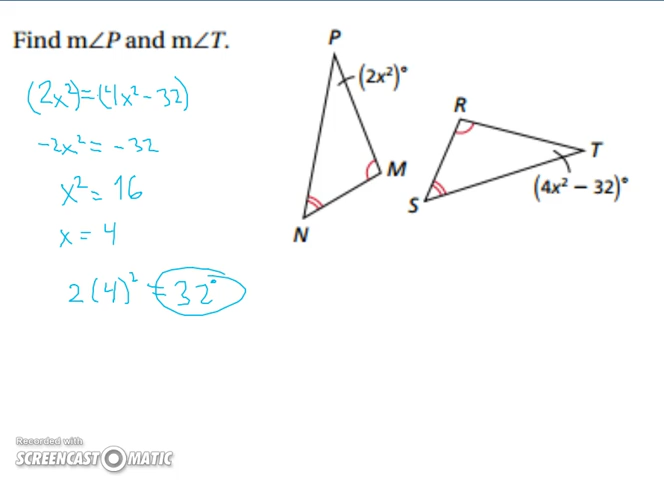 Find m∠P and m∠T.
(2x²)=(4x²-32)
-2x²=-32
x²=16
x=4
2(4)²=32°
P
(2x²)°
M
N
R
T
(4x² − 32)°
S
Recorded with
SCREENCAST-O-MATIC